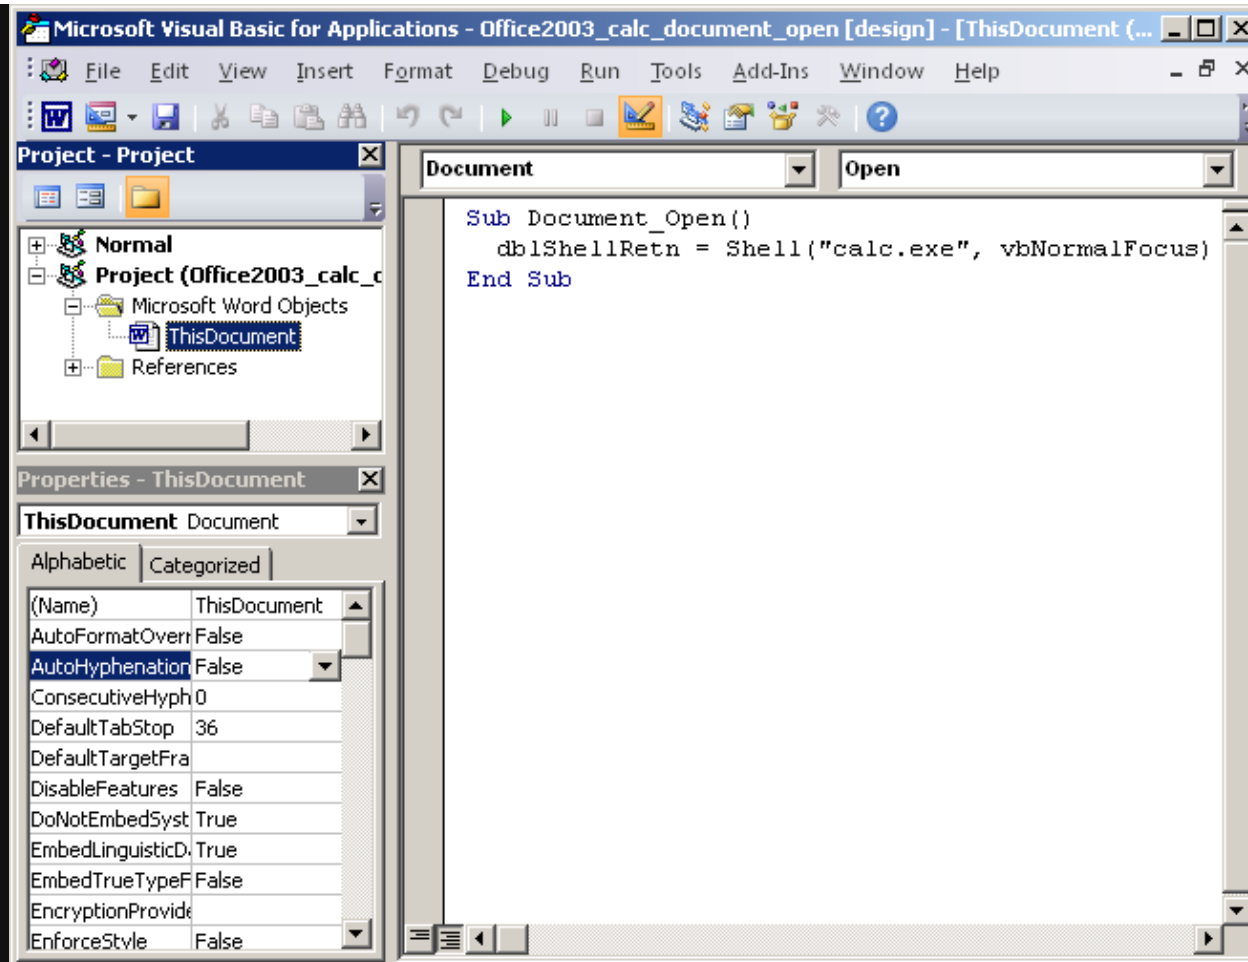 Microsoft Visual Basic for Applications - Office2003_calc_document_open [design] - [ThisDocument (...
File Edit View Insert Format Debug Run Tools Add-Ins Window Help
Project - Project
Document Open
Normal
Project (Office2003_calc_c
Microsoft Word Objects
ThisDocument
References
Sub Document_Open()
dblShellRetn = Shell("calc.exe", vbNormalFocus)
End Sub
Properties - ThisDocument
ThisDocument Document
Alphabetic Categorized
(Name) ThisDocument
AutoFormatOverr False
AutoHyphenation False
ConsecutiveHyph 0
DefaultTabStop 36
DefaultTargetFra
DisableFeatures False
DoNotEmbedSyst True
EmbedLinguisticD True
EmbedTrueTypeF False
EncryptionProvide
EnforceStyle False